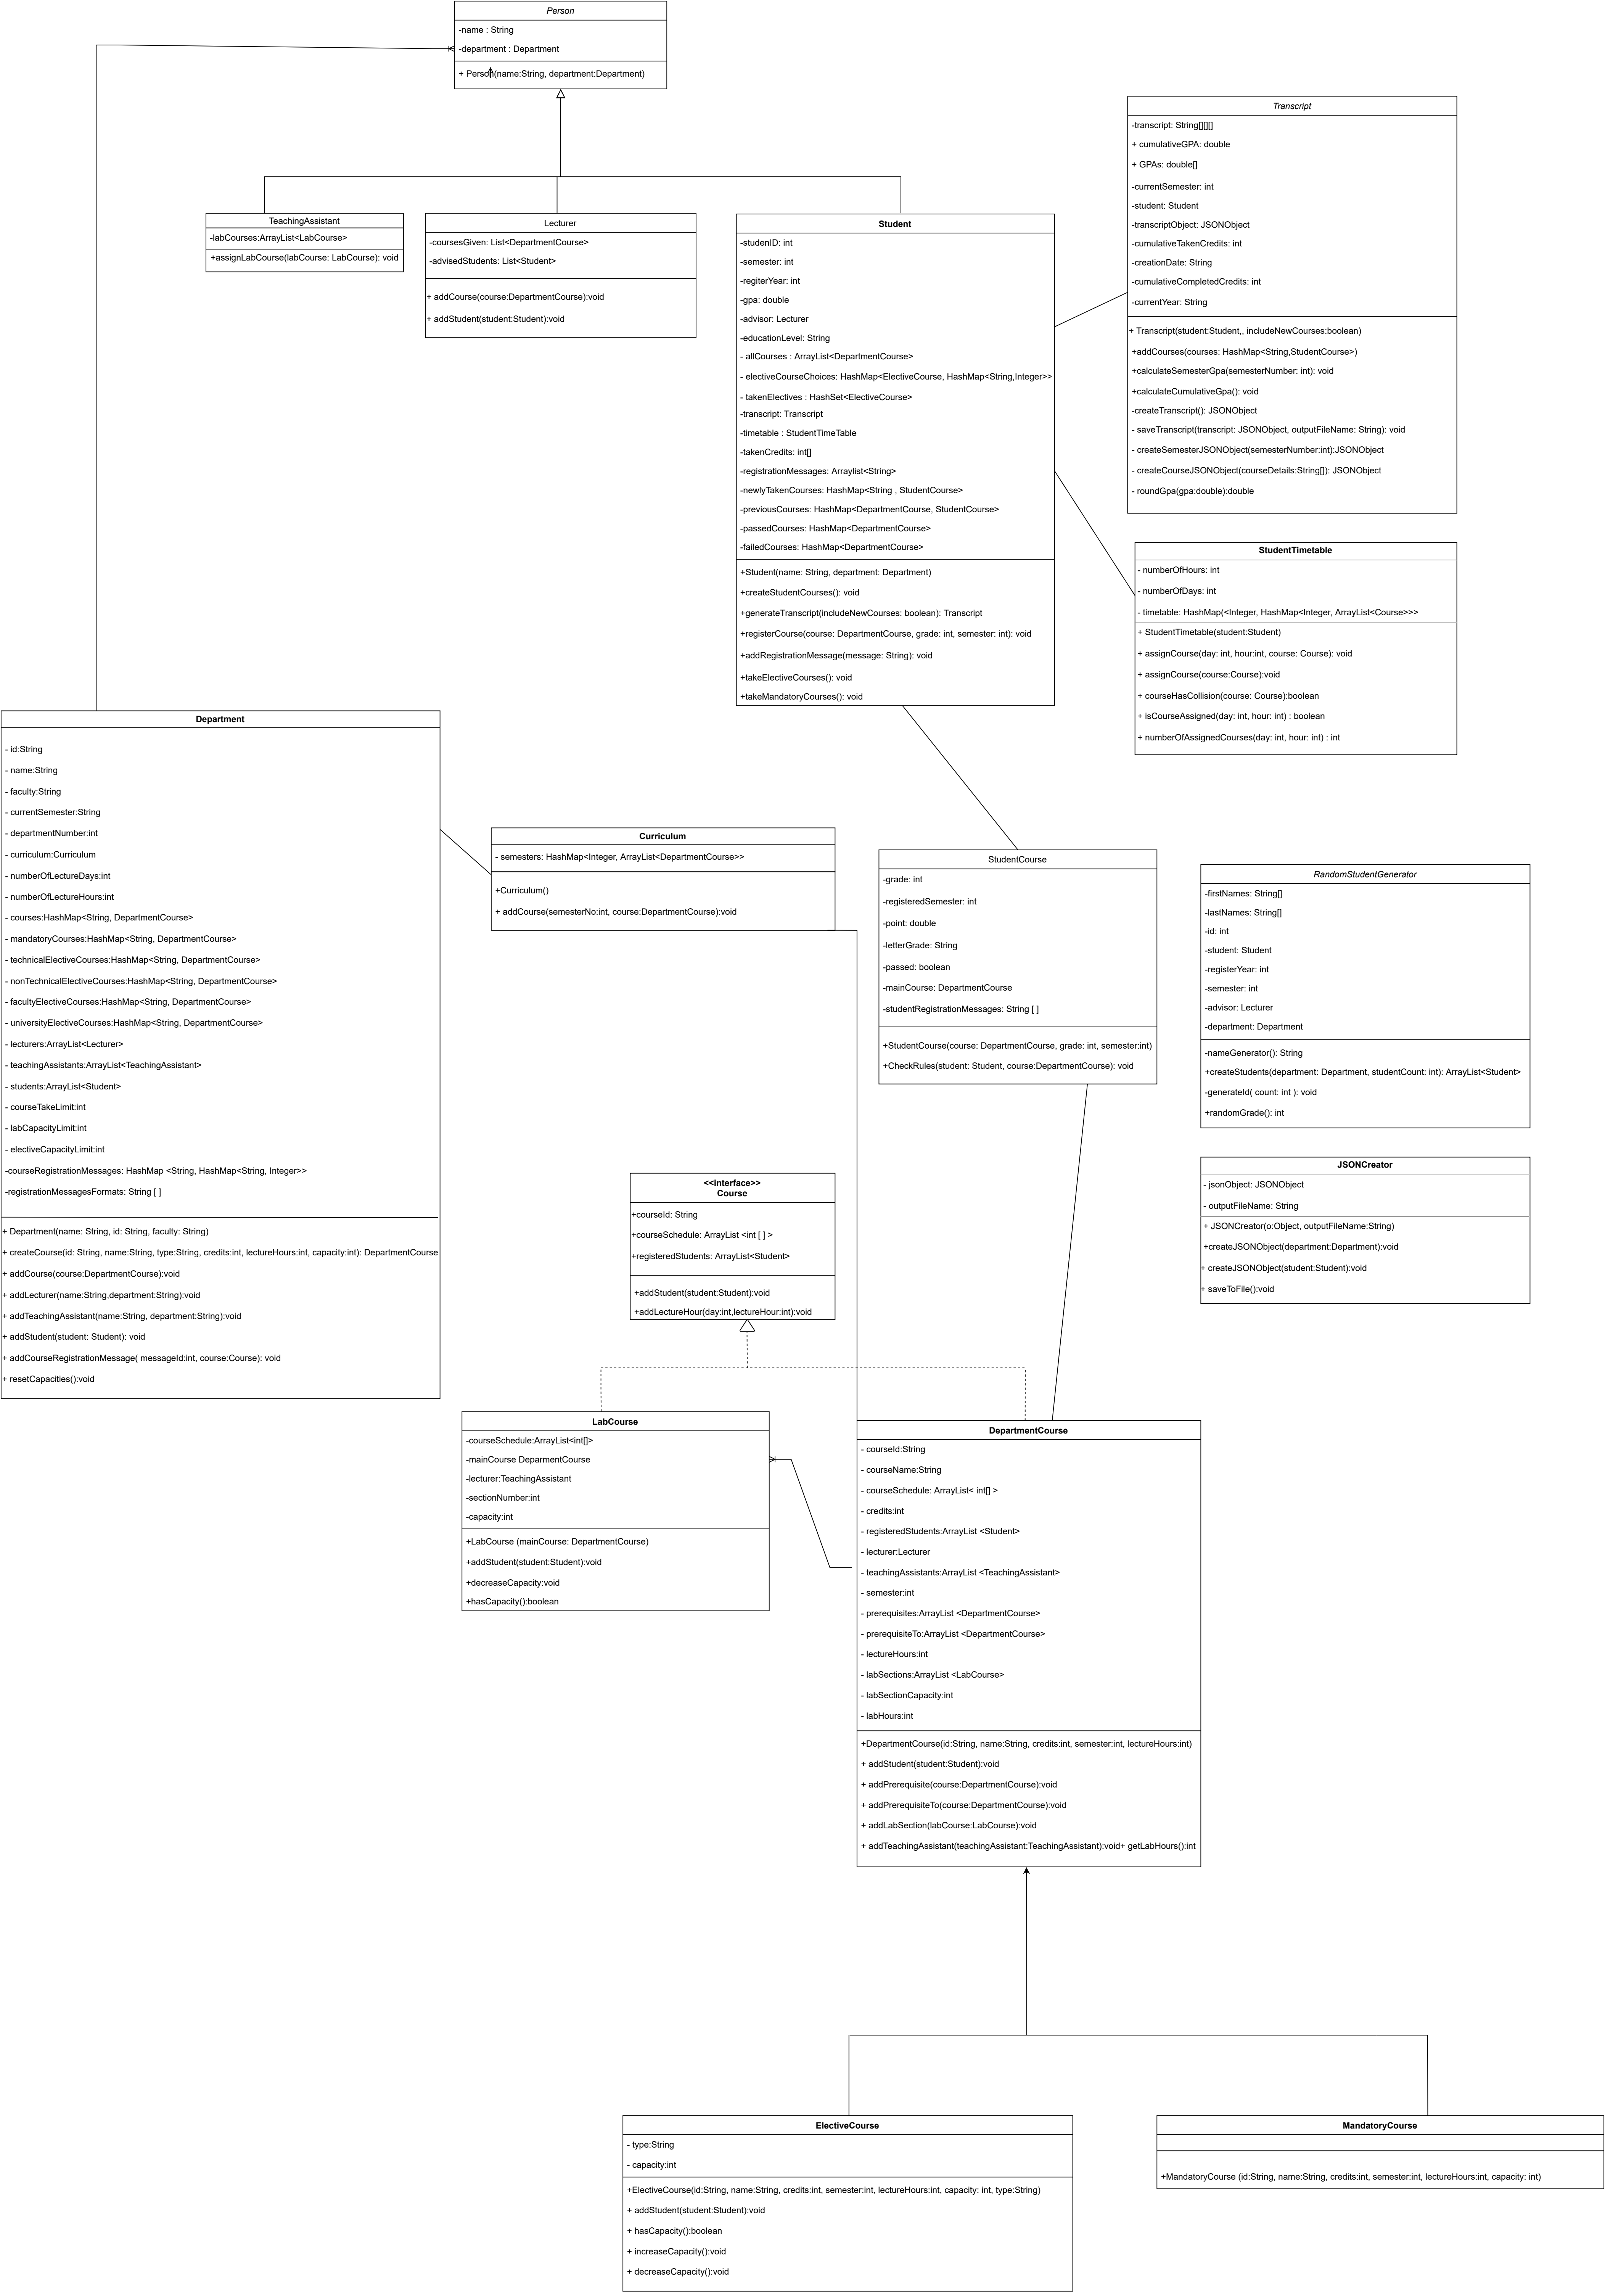 Person
-name : String
-department : Department
+ Person(name:String, department:Department)
TeachingAssistant
-labCourses:ArrayList<LabCourse>
+assignLabCourse(labCourse: LabCourse): void
Lecturer
-coursesGiven: List<DepartmentCourse>
-advisedStudents: List<Student>
+ addCourse(course:DepartmentCourse):void
+ addStudent(student:Student):void
Student
-studenID: int
-semester: int
-regiterYear: int
-gpa: double
-advisor: Lecturer
-educationLevel: String
- allCourses : ArrayList<DepartmentCourse>
- electiveCourseChoices: HashMap<ElectiveCourse, HashMap<String,Integer>>
- takenElectives : HashSet<ElectiveCourse>
-transcript: Transcript
-timetable : StudentTimeTable
-takenCredits: int[]
-registrationMessages: Arraylist<String>
-newlyTakenCourses: HashMap<String , StudentCourse>
-previousCourses: HashMap<DepartmentCourse, StudentCourse>
-passedCourses: HashMap<DepartmentCourse>
-failedCourses: HashMap<DepartmentCourse>
+Student(name: String, department: Department)
+createStudentCourses(): void
+generateTranscript(includeNewCourses: boolean): Transcript
+registerCourse(course: DepartmentCourse, grade: int, semester: int): void
+addRegistrationMessage(message: String): void
+takeElectiveCourses(): void
+takeMandatoryCourses(): void
Transcript
-transcript: String[][][]
+ cumulativeGPA: double
+ GPAs: double[]
-currentSemester: int
-student: Student
-transcriptObject: JSONObject
-cumulativeTakenCredits: int
-creationDate: String
-cumulativeCompletedCredits: int
-currentYear: String
+ Transcript(student:Student,, includeNewCourses:boolean)
+addCourses(courses: HashMap<String,StudentCourse>)
+calculateSemesterGpa(semesterNumber: int): void
+calculateCumulativeGpa(): void
-createTranscript(): JSONObject
- saveTranscript(transcript: JSONObject, outputFileName: String): void
- createSemesterJSONObject(semesterNumber:int):JSONObject
- createCourseJSONObject(courseDetails:String[]): JSONObject
- roundGpa(gpa:double):double
StudentTimetable
- numberOfHours: int
- numberOfDays: int
- timetable: HashMap(<Integer, HashMap<Integer, ArrayList<Course>>>
+ StudentTimetable(student:Student)
+ assignCourse(day: int, hour:int, course: Course): void
+ assignCourse(course:Course):void
+ courseHasCollision(course: Course):boolean
+ isCourseAssigned(day: int, hour: int) : boolean
+ numberOfAssignedCourses(day: int, hour: int) : int
Department
- id:String
- name:String
- faculty:String
- currentSemester:String
- departmentNumber:int
- curriculum:Curriculum
- numberOfLectureDays:int
- numberOfLectureHours:int
- courses:HashMap<String, DepartmentCourse>
- mandatoryCourses:HashMap<String, DepartmentCourse>
- technicalElectiveCourses:HashMap<String, DepartmentCourse>
- nonTechnicalElectiveCourses:HashMap<String, DepartmentCourse>
- facultyElectiveCourses:HashMap<String, DepartmentCourse>
- universityElectiveCourses:HashMap<String, DepartmentCourse>
- lecturers:ArrayList<Lecturer>
- teachingAssistants:ArrayList<TeachingAssistant>
- students:ArrayList<Student>
- courseTakeLimit:int
- labCapacityLimit:int
- electiveCapacityLimit:int
-courseRegistrationMessages: HashMap <String, HashMap<String, Integer>>
-registrationMessagesFormats: String [ ]
+ Department(name: String, id: String, faculty: String)
+ createCourse(id: String, name:String, type:String, credits:int, lectureHours:int, capacity:int): DepartmentCourse
+ addCourse(course:DepartmentCourse):void
+ addLecturer(name:String,department:String):void
+ addTeachingAssistant(name:String, department:String):void
+ addStudent(student: Student): void
+ addCourseRegistrationMessage( messageId:int, course:Course): void
+ resetCapacities():void
Curriculum
- semesters: HashMap<Integer, ArrayList<DepartmentCourse>>
+Curriculum()
+ addCourse(semesterNo:int, course:DepartmentCourse):void
StudentCourse
-grade: int
-registeredSemester: int
-point: double
-letterGrade: String
-passed: boolean
-mainCourse: DepartmentCourse
-studentRegistrationMessages: String [ ]
+StudentCourse(course: DepartmentCourse, grade: int, semester:int)
+CheckRules(student: Student, course:DepartmentCourse): void
RandomStudentGenerator
-firstNames: String[]
-lastNames: String[]
-id: int
-student: Student
-registerYear: int
-semester: int
-advisor: Lecturer
-department: Department
-nameGenerator(): String
+createStudents(department: Department, studentCount: int): ArrayList<Student>
-generateId( count: int ): void
+randomGrade(): int
JSONCreator
- jsonObject: JSONObject
- outputFileName: String
+ JSONCreator(o:Object, outputFileName:String)
+createJSONObject(department:Department):void
+ createJSONObject(student:Student):void
+ saveToFile():void
<<interface>>
Course
+courseId: String
+courseSchedule: ArrayList <int [ ] >
+registeredStudents: ArrayList<Student>
+addStudent(student:Student):void
+addLectureHour(day:int,lectureHour:int):void
LabCourse
-courseSchedule:ArrayList<int[]>
-mainCourse DeparmentCourse
-lecturer:TeachingAssistant
-sectionNumber:int
-capacity:int
+LabCourse (mainCourse: DepartmentCourse)
+addStudent(student:Student):void
+decreaseCapacity:void
+hasCapacity():boolean
DepartmentCourse
- courseId:String
- courseName:String
- courseSchedule: ArrayList< int[] >
- credits:int
- registeredStudents:ArrayList <Student>
- lecturer:Lecturer
- teachingAssistants:ArrayList <TeachingAssistant>
- semester:int
- prerequisites:ArrayList <DepartmentCourse>
- prerequisiteTo:ArrayList <DepartmentCourse>
- lectureHours:int
- labSections:ArrayList <LabCourse>
- labSectionCapacity:int
- labHours:int
+DepartmentCourse(id:String, name:String, credits:int, semester:int, lectureHours:int)
+ addStudent(student:Student):void
+ addPrerequisite(course:DepartmentCourse):void
+ addPrerequisiteTo(course:DepartmentCourse):void
+ addLabSection(labCourse:LabCourse):void
+ addTeachingAssistant(teachingAssistant:TeachingAssistant):void+ getLabHours():int
ElectiveCourse
- type:String
- capacity:int
+ElectiveCourse(id:String, name:String, credits:int, semester:int, lectureHours:int, capacity: int, type:String)
+ addStudent(student:Student):void
+ hasCapacity():boolean
+ increaseCapacity():void
+ decreaseCapacity():void
MandatoryCourse
+MandatoryCourse (id:String, name:String, credits:int, semester:int, lectureHours:int, capacity: int)